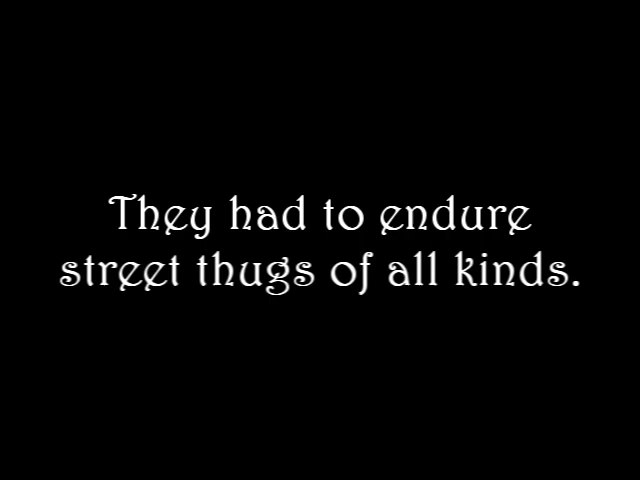 They had to endure
street thugs of all kinds.